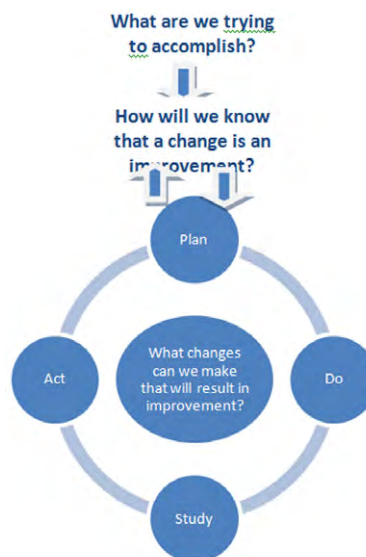 What are we trying
to accomplish?
How will we know
that a change is an
improvement?
Plan
What changes
can we make
that will result in
improvement?
Act
Do
Study